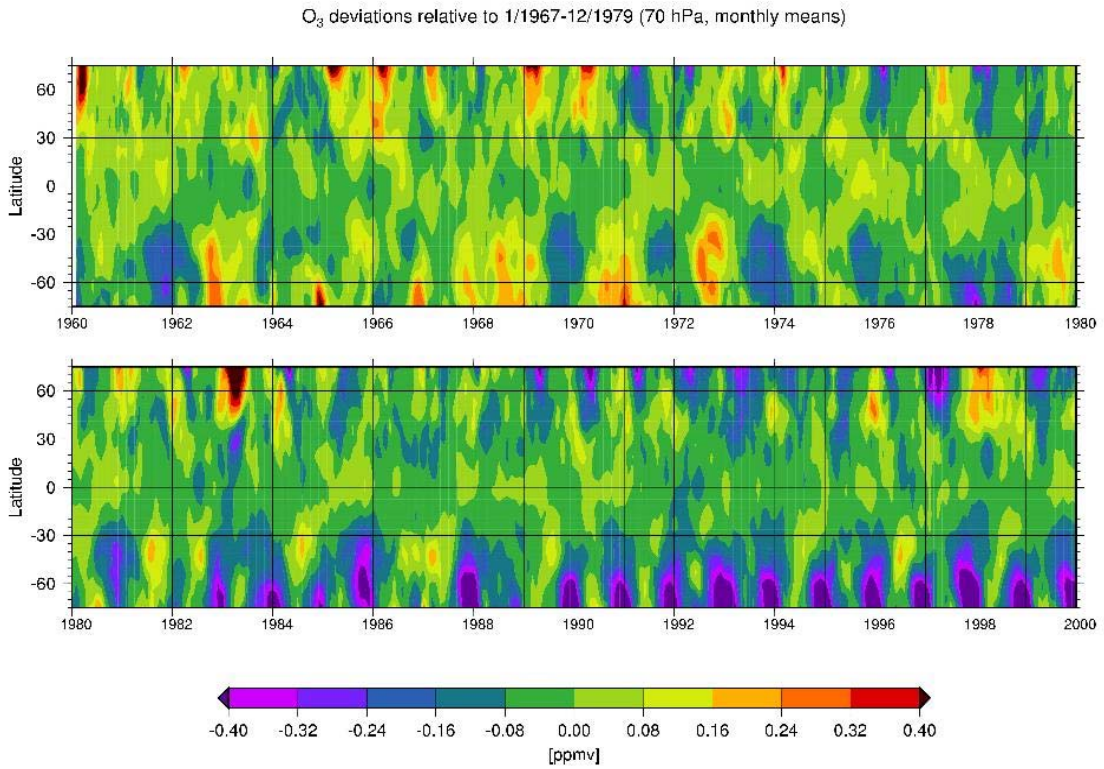 O₃ deviations relative to 1/1967-12/1979 (70 hPa, monthly means)
Latitude
60
30
0
-30
-60
1960 1962 1964 1966 1968 1970 1972 1974 1976 1978 1980
Latitude
60
30
0
-30
-60
1980 1982 1984 1986 1988 1990 1992 1994 1996 1998 2000
-0.40 -0.32 -0.24 -0.16 -0.08 0.00 0.08 0.16 0.24 0.32 0.40
[ppmv]